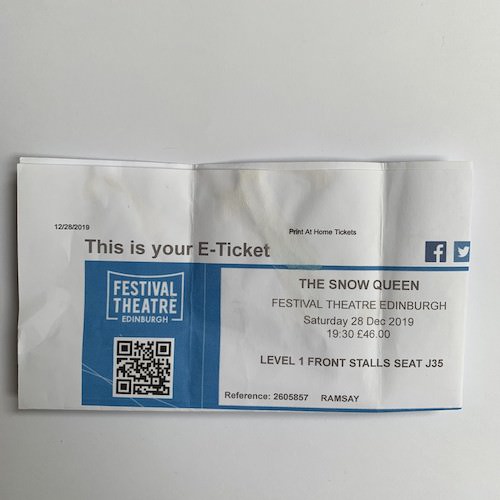 12/28/2019
Print At Home Tickets
This is your E-Ticket
FESTIVAL
THEATRE
EDINBURGH
THE SNOW QUEEN
FESTIVAL THEATRE EDINBURGH
Saturday 28 Dec 2019
19:30 £46.00
LEVEL 1 FRONT STALLS SEAT J35
Reference: 2605857 RAMSAY